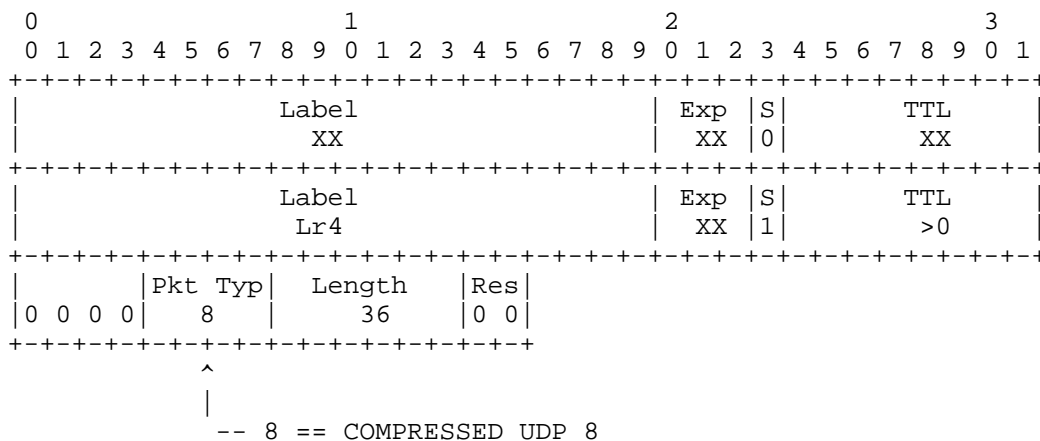 0                   1                   2                   3
 0 1 2 3 4 5 6 7 8 9 0 1 2 3 4 5 6 7 8 9 0 1 2 3 4 5 6 7 8 9 0 1
+-+-+-+-+-+-+-+-+-+-+-+-+-+-+-+-+-+-+-+-+-+-+-+-+-+-+-+-+-+-+-+-+
|                Label                  | Exp |S|      TTL      |
|                  XX                   |  XX |0|       XX      |
+-+-+-+-+-+-+-+-+-+-+-+-+-+-+-+-+-+-+-+-+-+-+-+-+-+-+-+-+-+-+-+-+
|                Label                  | Exp |S|      TTL      |
|                 Lr4                   |  XX |1|       >0      |
+-+-+-+-+-+-+-+-+-+-+-+-+-+-+-+-+-+-+-+-+-+-+-+-+-+-+-+-+-+-+-+-+
|       |Pkt Typ|  Length   |Res|
|0 0 0 0|   8   |     36    |0 0|
+-+-+-+-+-+-+-+-+-+-+-+-+-+-+-+-+
            ^
            |
             -- 8 == COMPRESSED UDP 8